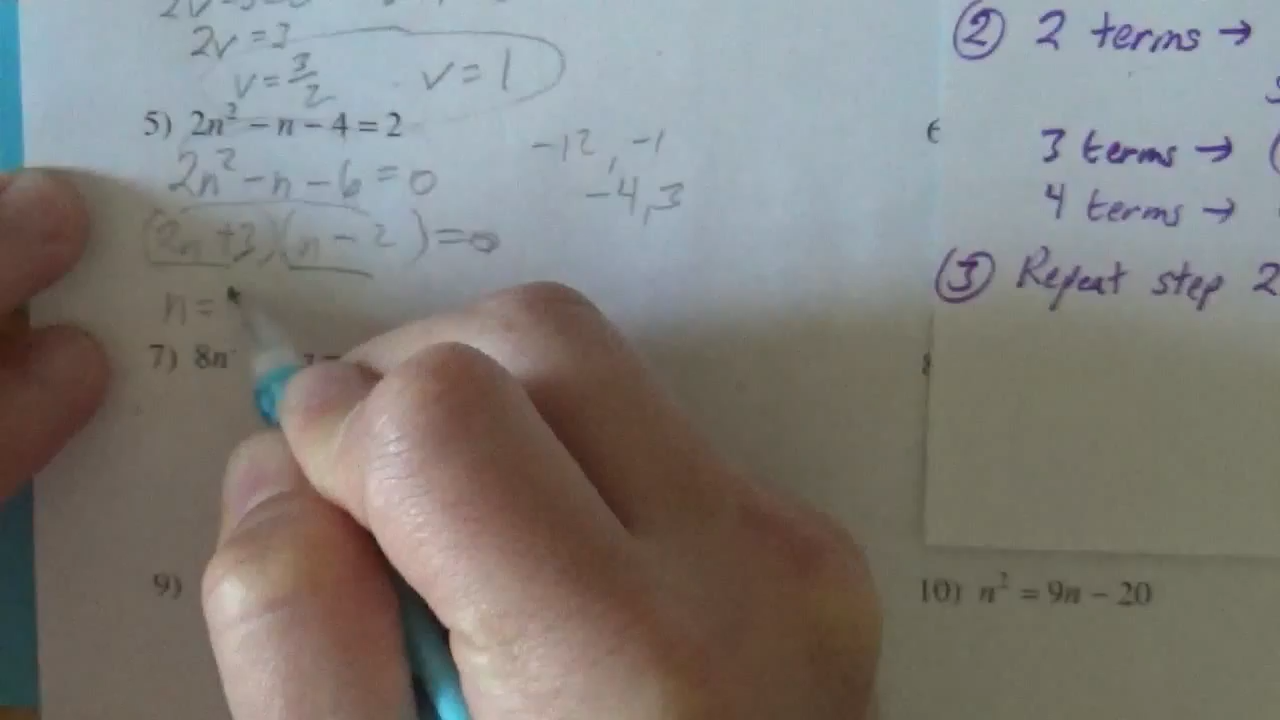 2v = 3
v = 3/2 v = 1
5) 2n² − n − 4 = 2
2n² − n − 6 = 0
−12, −1
−4, 3
(2n + 3)(n − 2) = 0
n =
7) 8n
9)
② 2 terms →
3 terms →
4 terms →
③ Repeat step 2
10) n² = 9n − 20